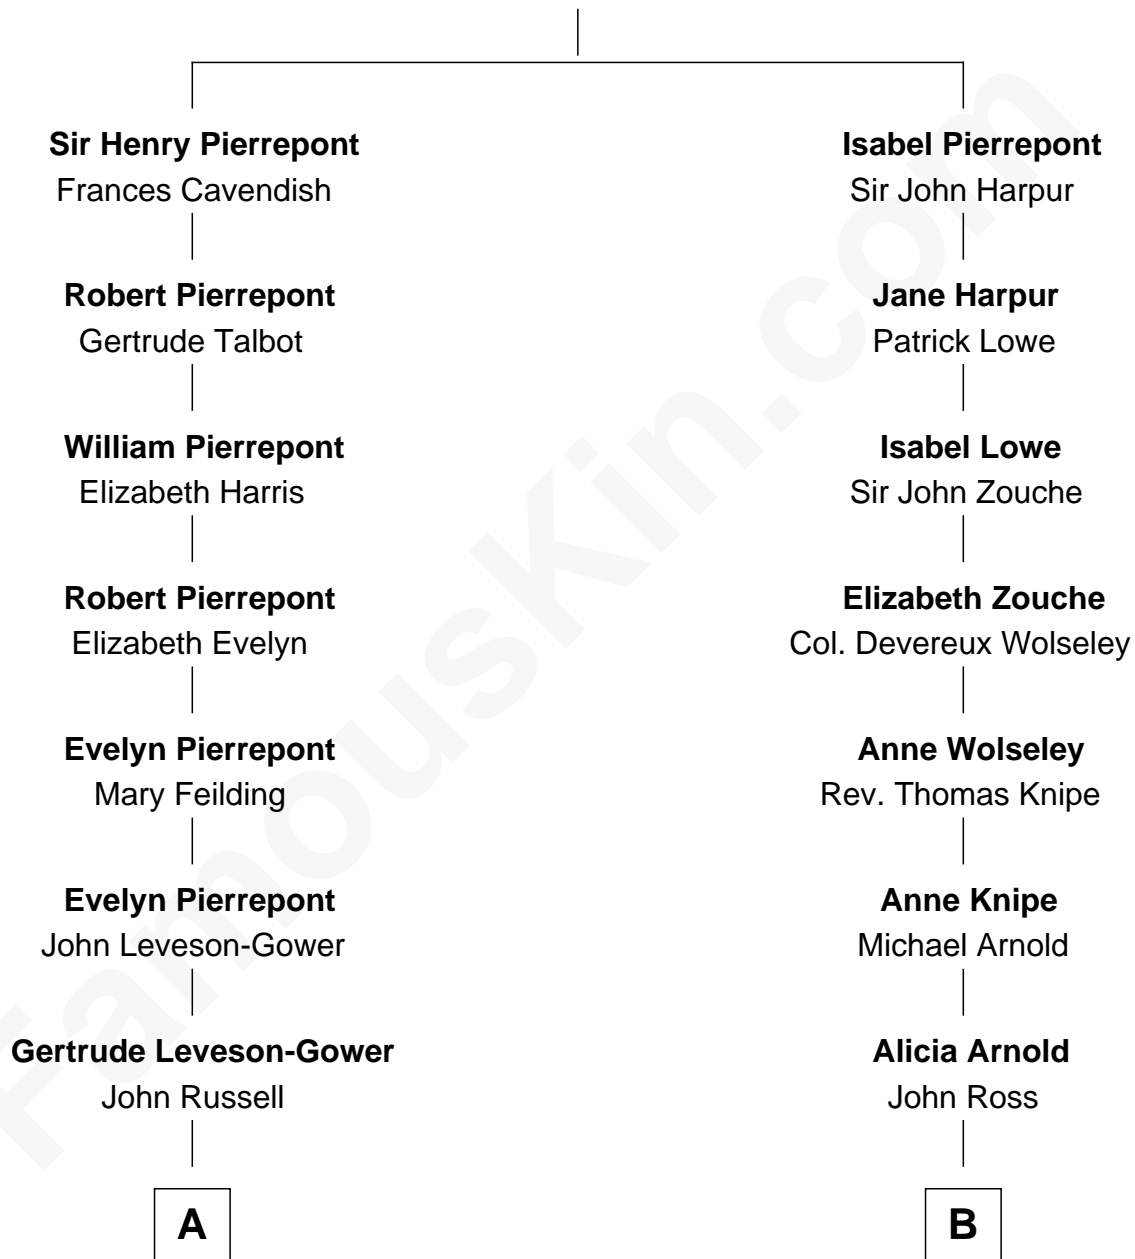 Sir Henry Pierrepont
Frances Cavendish
Robert Pierrepont
Gertrude Talbot
William Pierrepont
Elizabeth Harris
Robert Pierrepont
Elizabeth Evelyn
Evelyn Pierrepont
Mary Feilding
Evelyn Pierrepont
John Leveson-Gower
Gertrude Leveson-Gower
John Russell
A
Isabel Pierrepont
Sir John Harpur
Jane Harpur
Patrick Lowe
Isabel Lowe
Sir John Zouche
Elizabeth Zouche
Col. Devereux Wolseley
Anne Wolseley
Rev. Thomas Knipe
Anne Knipe
Michael Arnold
Alicia Arnold
John Ross
B
FamousKin.com